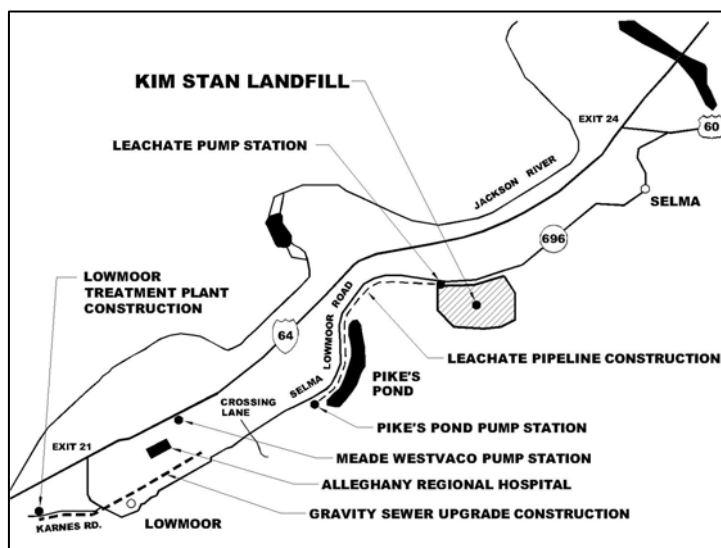 KIM STAN LANDFILL
EXIT 24
60
LEACHATE PUMP STATION
JACKSON RIVER
SELMA
696
LOWMOOR
TREATMENT PLANT
CONSTRUCTION
64
SELMA LOWMOOR ROAD
LEACHATE PIPELINE CONSTRUCTION
PIKE'S
POND
CROSSING
LANE
PIKE'S POND PUMP STATION
EXIT 21
MEADE WESTVACO PUMP STATION
ALLEGHANY REGIONAL HOSPITAL
GRAVITY SEWER UPGRADE CONSTRUCTION
LOWMOOR
KARNES RD.